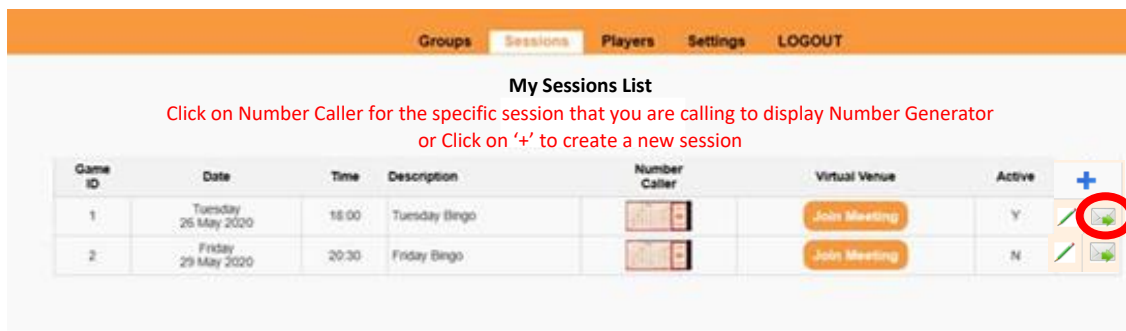 Groups Sessions Players Settings LOGOUT
My Sessions List
Click on Number Caller for the specific session that you are calling to display Number Generator
or Click on ‘+’ to create a new session
Game ID Date Time Description Number Caller Virtual Venue Active
1 Tuesday 26 May 2020 18:00 Tuesday Bingo Join Meeting Y
2 Friday 29 May 2020 20:30 Friday Bingo Join Meeting N